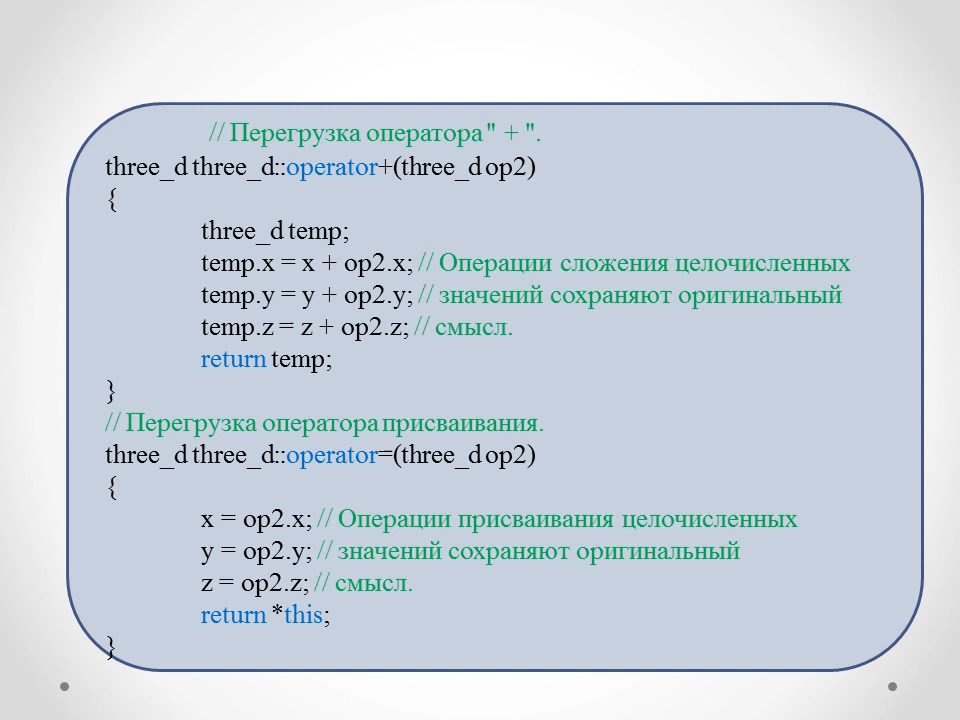 // Перегрузка оператора " + ".
three_d three_d::operator+(three_d op2)
{
three_d temp;
temp.x = x + op2.x; // Операции сложения целочисленных
temp.y = y + op2.y; // значений сохраняют оригинальный
temp.z = z + op2.z; // смысл.
return temp;
}
// Перегрузка оператора присваивания.
three_d three_d::operator=(three_d op2)
{
x = op2.x; // Операции присваивания целочисленных
y = op2.y; // значений сохраняют оригинальный
z = op2.z; // смысл.
return *this;
}